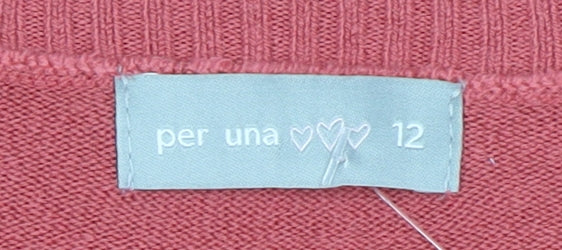 per una ♡♡♡ 12